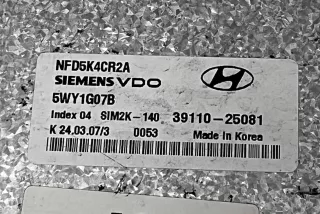 NFD5K4CR2A
SIEMENS VDO
5WY1G07B
Index 04 SIM2K-140 39110-25081
K 24.03.07/3 0053 Made in Korea